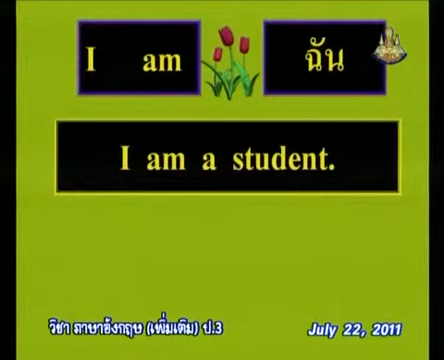 I am ฉัน
I am a student.
วิชา ภาษาอังกฤษ (เพิ่มเติม) ป.3 July 22, 2011